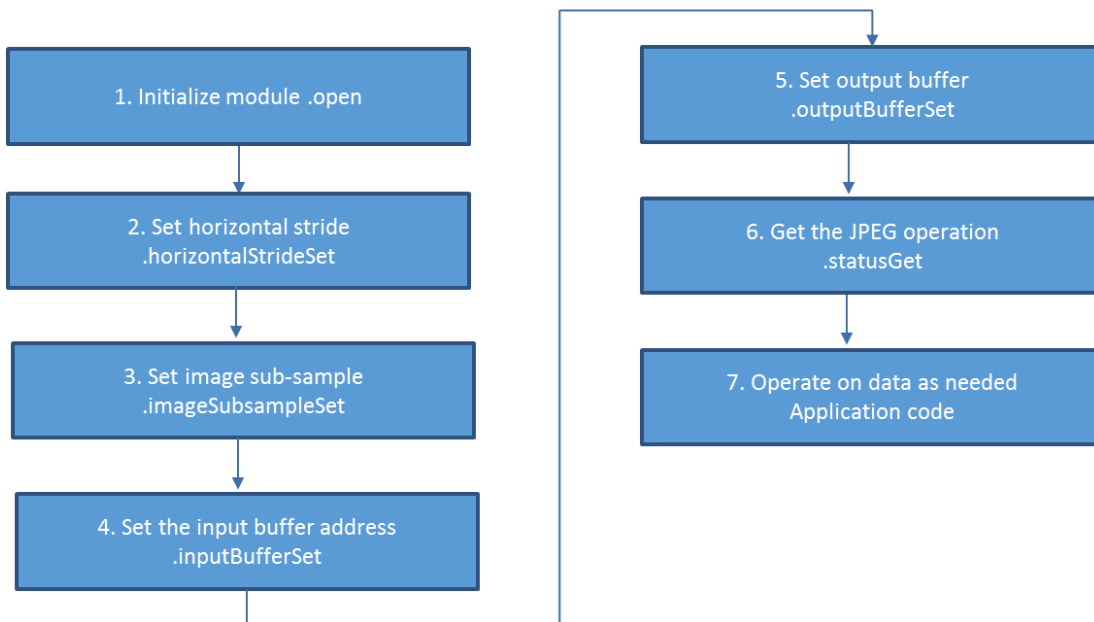 1. Initialize module .open
2. Set horizontal stride
.horizontalStrideSet
3. Set image sub-sample
.imageSubsampleSet
4. Set the input buffer address
.inputBufferSet
5. Set output buffer
.outputBufferSet
6. Get the JPEG operation
.statusGet
7. Operate on data as needed
Application code